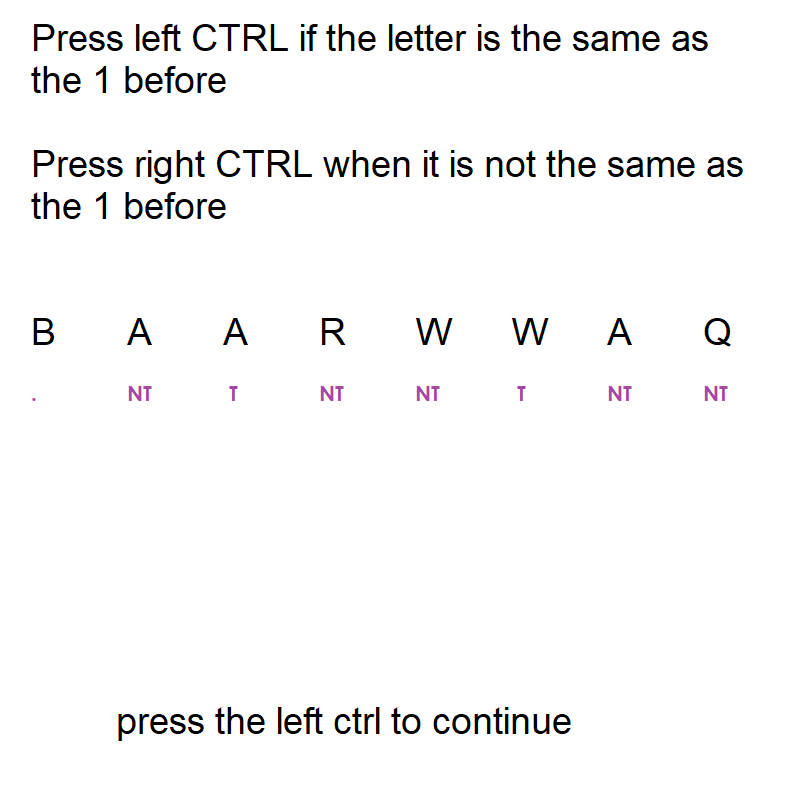 Press left CTRL if the letter is the same as
the 1 before
Press right CTRL when it is not the same as
the 1 before
B A A R W W A Q
. NT T NT NT T NT NT
press the left ctrl to continue